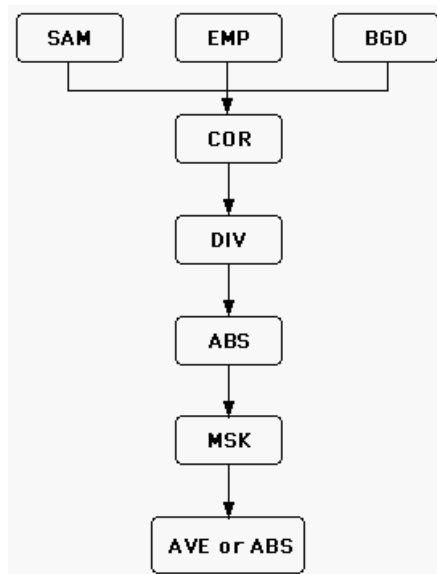 SAM EMP BGD
COR
DIV
ABS
MSK
AVE or ABS